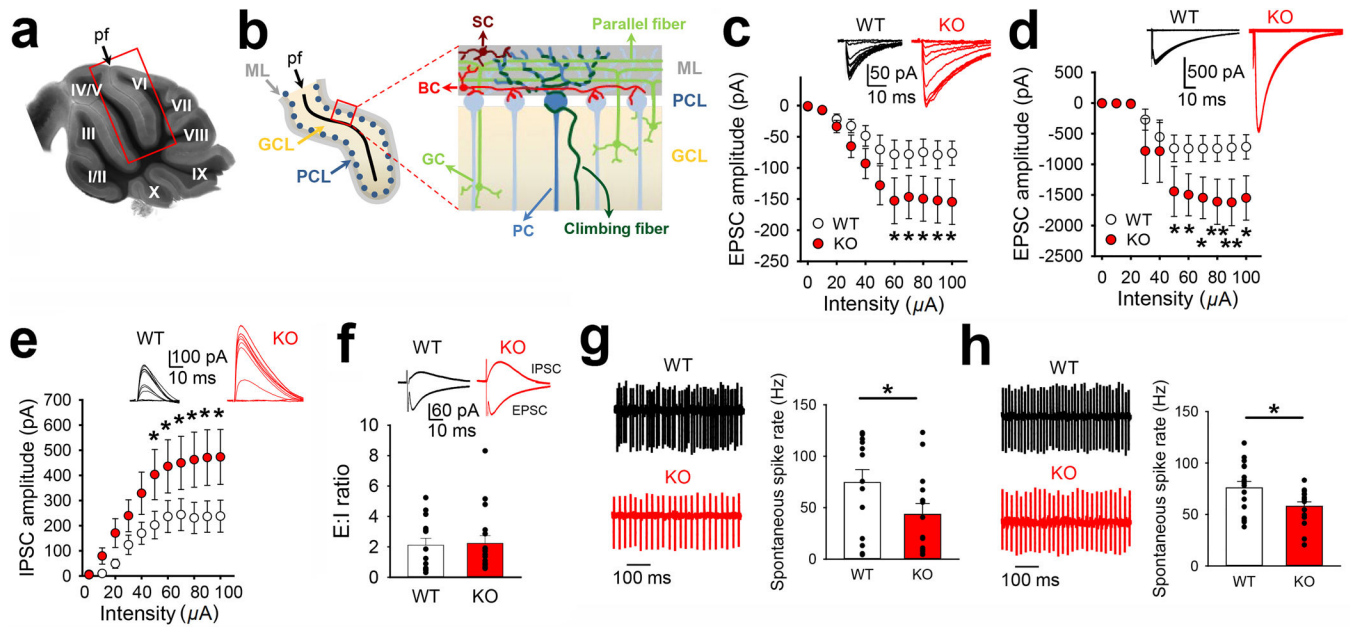 a
pf
IV/V
VI
VII
III
VIII
I/II
IX
X
b
pf
ML
GCL
PCL
SC
Parallel fiber
ML
BC
PCL
GCL
GC
PC
Climbing fiber
c
WT
KO
50 pA
10 ms
EPSC amplitude (pA)
0
-50
-100
-150
-200
-250
WT
KO
*****
0 20 40 60 80 100
Intensity (µA)
d
WT
KO
500 pA
10 ms
EPSC amplitude (pA)
500
0
-500
-1000
-1500
-2000
-2500
WT
KO
** * ** ** *
0 20 40 60 80 100
Intensity (µA)
e
WT
KO
100 pA
10 ms
IPSC amplitude (pA)
700
600
500
400
300
200
100
0
******
0 20 40 60 80 100
Intensity (µA)
f
WT
KO
IPSC
EPSC
60 pA
10 ms
E:I ratio
10
8
6
4
2
0
WT KO
g
WT
KO
100 ms
Spontaneous spike rate (Hz)
150
100
50
0
*
WT KO
h
WT
KO
100 ms
Spontaneous spike rate (Hz)
150
100
50
0
*
WT KO